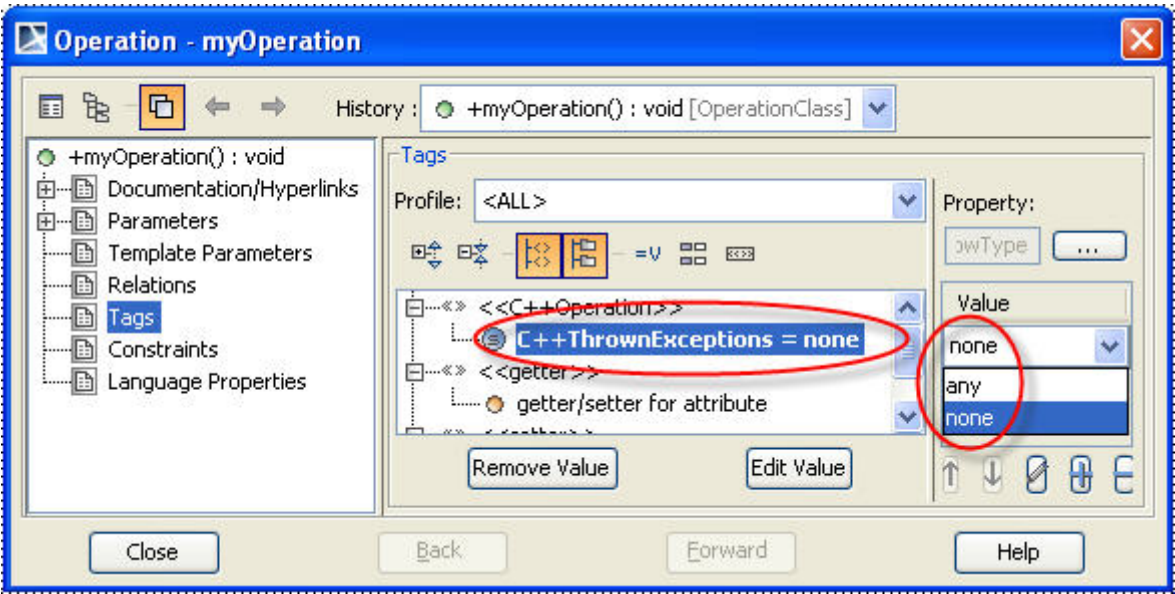 Operation - myOperation
History : +myOperation() : void [OperationClass]
+myOperation() : void
Documentation/Hyperlinks
Parameters
Template Parameters
Relations
Tags
Constraints
Language Properties
Tags
Profile: <ALL>
=V
<<C++Operation>>
C++ThrownExceptions = none
<<getter>>
getter/setter for attribute
Remove Value
Edit Value
Property:
...
Value
none
any
none
Close
Back
Forward
Help